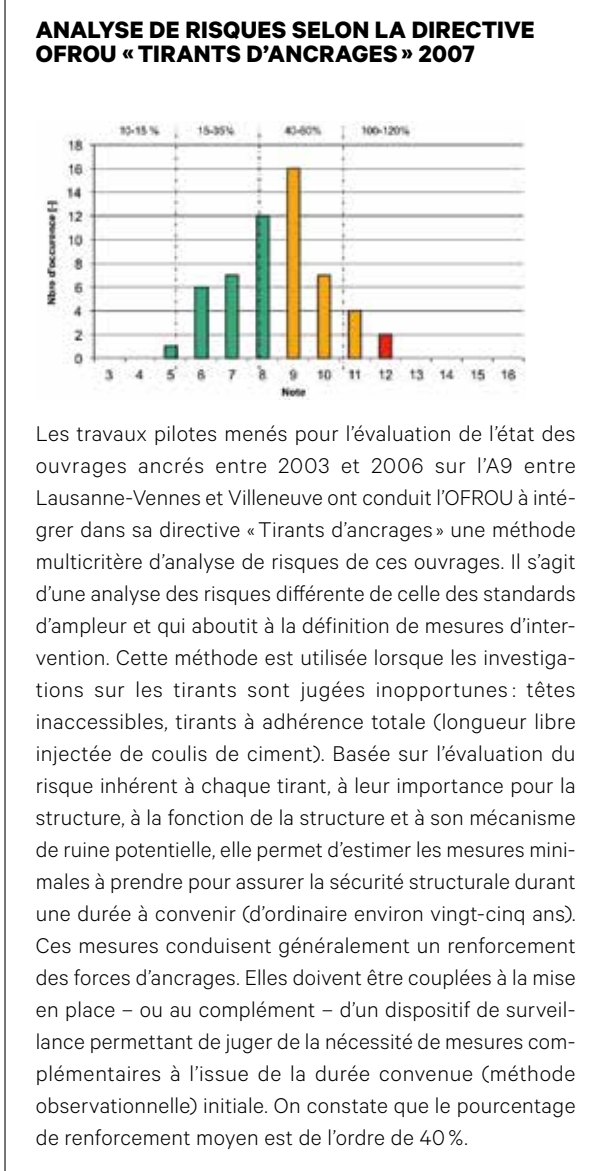 ANALYSE DE RISQUES SELON LA DIRECTIVE
OFROU « TIRANTS D’ANCRAGES » 2007
10-15 % 15-35% 40-60% 100-120%
18
16
14
12
10
8
6
4
2
0
Nbre d'occurence [-]
3 4 5 6 7 8 9 10 11 12 13 14 15 16
Note
Les travaux pilotes menés pour l’évaluation de l’état des
ouvrages ancrés entre 2003 et 2006 sur l’A9 entre
Lausanne-Vennes et Villeneuve ont conduit l’OFROU à inté-
grer dans sa directive « Tirants d’ancrages » une méthode
multicritère d’analyse de risques de ces ouvrages. Il s’agit
d’une analyse des risques différente de celle des standards
d’ampleur et qui aboutit à la définition de mesures d’inter-
vention. Cette méthode est utilisée lorsque les investiga-
tions sur les tirants sont jugées inopportunes : têtes
inaccessibles, tirants à adhérence totale (longueur libre
injectée de coulis de ciment). Basée sur l’évaluation du
risque inhérent à chaque tirant, à leur importance pour la
structure, à la fonction de la structure et à son mécanisme
de ruine potentielle, elle permet d’estimer les mesures mini-
males à prendre pour assurer la sécurité structurale durant
une durée à convenir (d’ordinaire environ vingt-cinq ans).
Ces mesures conduisent généralement un renforcement
des forces d’ancrages. Elles doivent être couplées à la mise
en place – ou au complément – d’un dispositif de surveil-
lance permettant de juger de la nécessité de mesures com-
plémentaires à l’issue de la durée convenue (méthode
observationnelle) initiale. On constate que le pourcentage
de renforcement moyen est de l’ordre de 40 %.